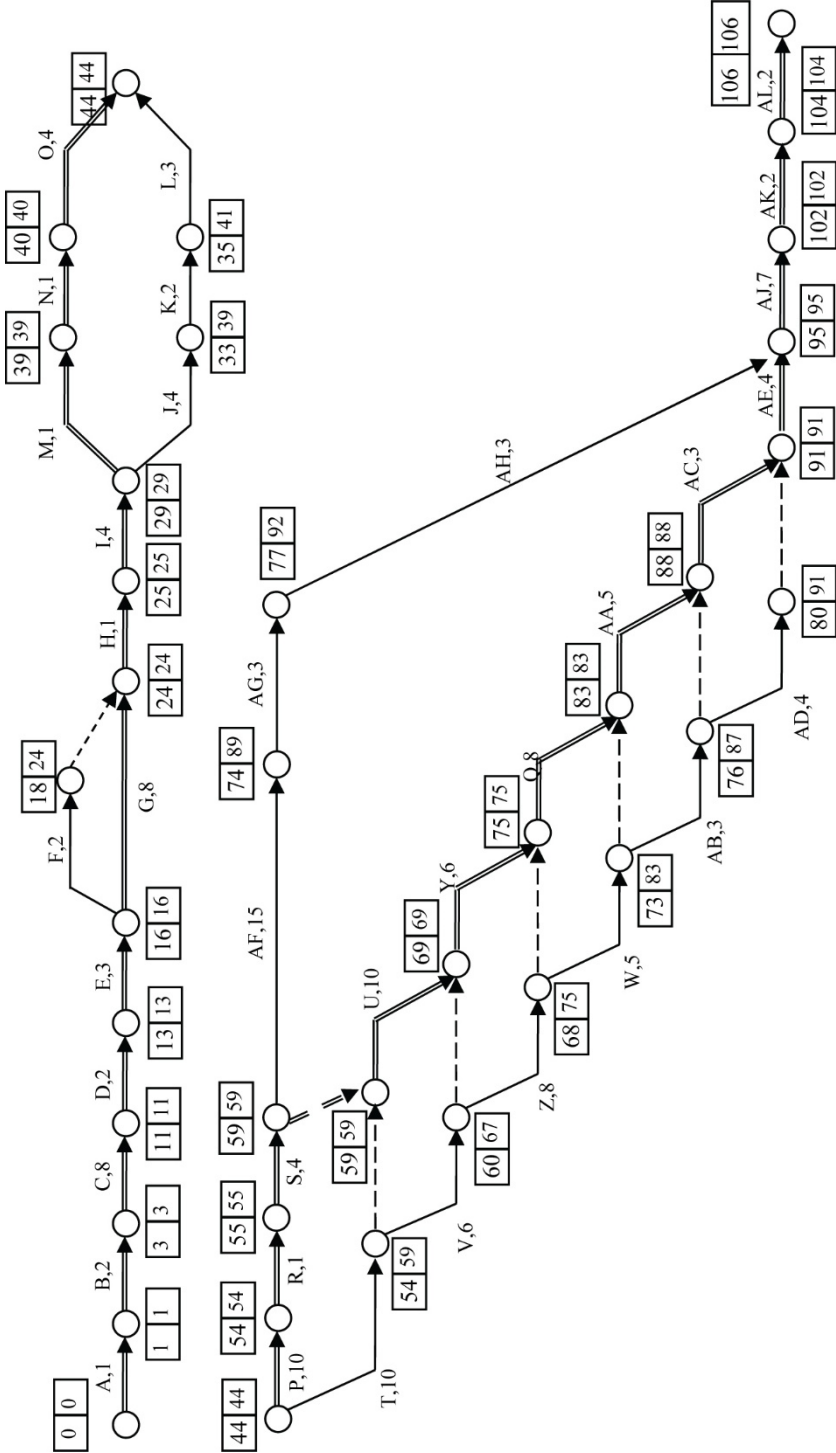 0 0
A,1
1 1
B,2
3 3
C,8
11 11
D,2
13 13
E,3
16 16
F,2
18 24
G,8
24 24
H,1
25 25
I,4
29 29
M,1
39 39
N,1
40 40
O,4
44 44
J,4
33 39
K,2
35 41
L,3
44 44
P,10
54 54
R,1
55 55
S,4
59 59
AF,15
74 89
AG,3
77 92
AH,3
T,10
54 59
59 59
U,10
V,6
60 67
69 69
Y,6
Z,8
68 75
75 75
Q,8
W,5
73 83
83 83
AA,5
AB,3
76 87
88 88
AC,3
AD,4
80 91
91 91
AE,4
95 95
AJ,7
102 102
AK,2
104 104
AL,2
106 106